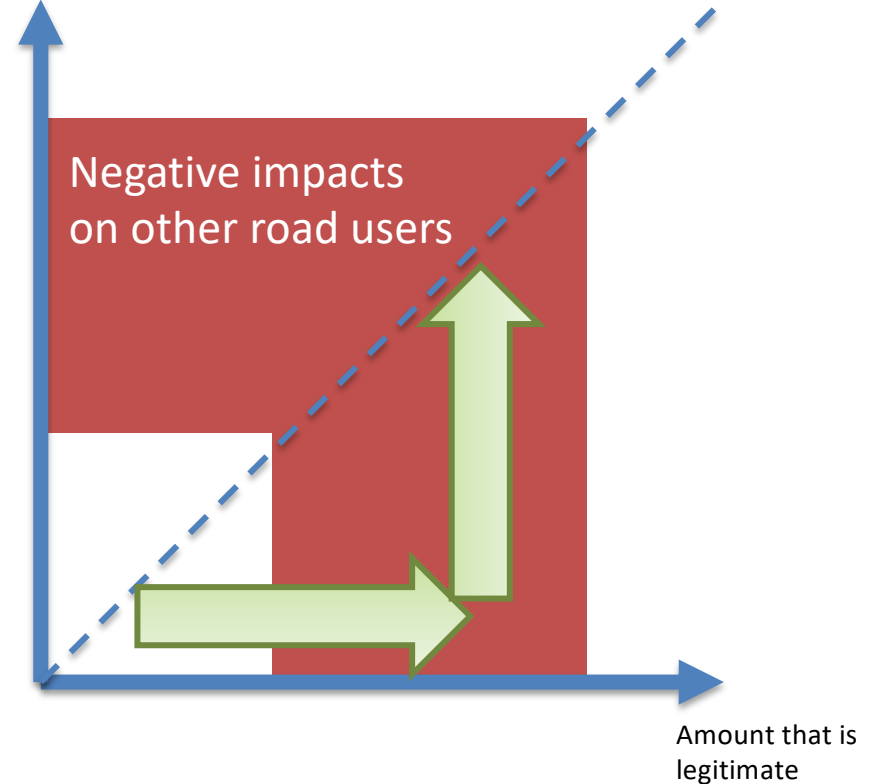 Negative impacts
on other road users
Amount that is
legitimate